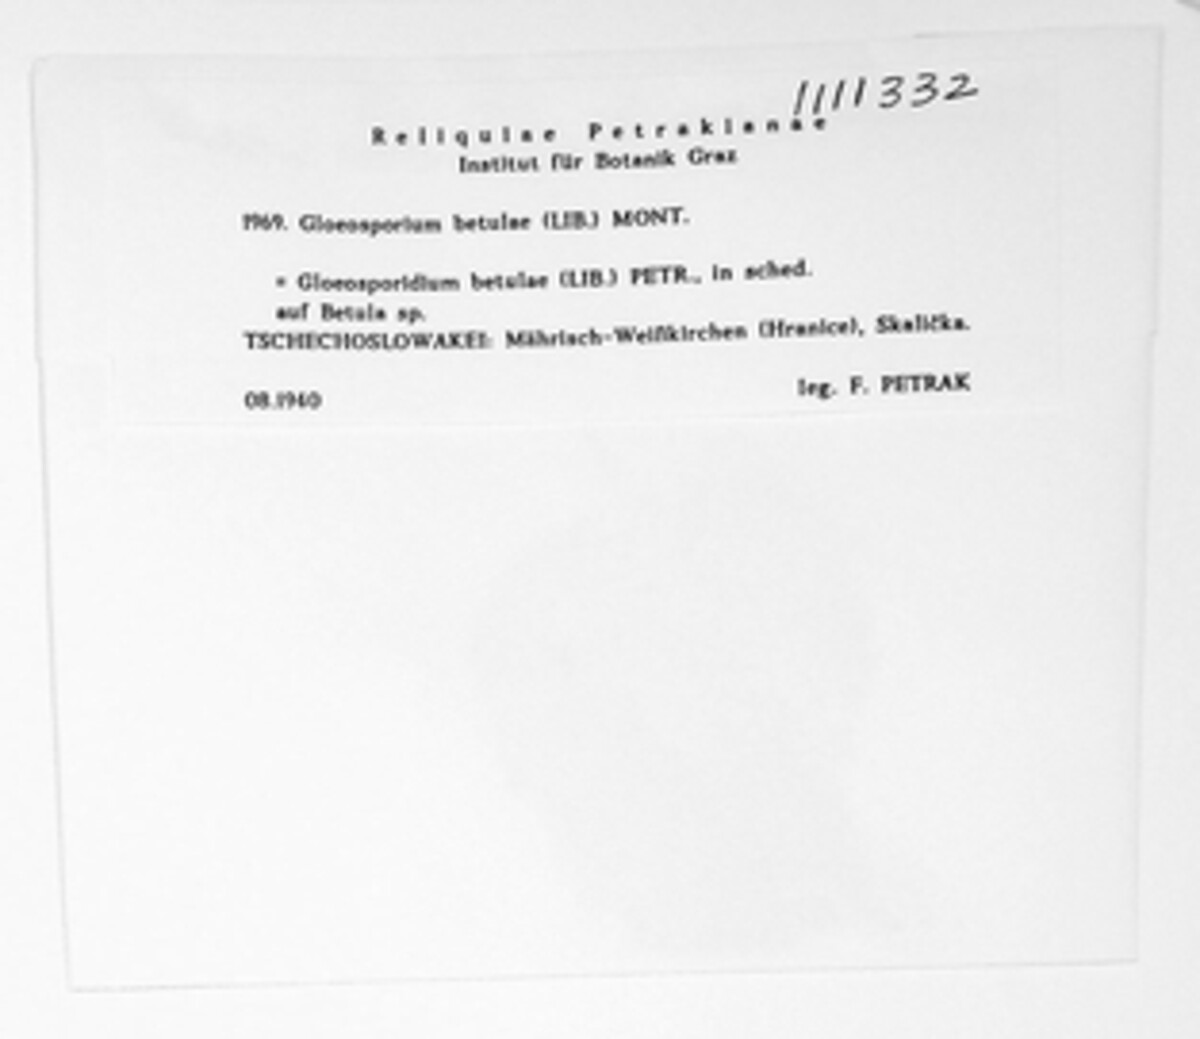 1111332
Reliquiae Petrakianae
Institut für Botanik Graz
1969. Gloeosporium betulae (LIB.) MONT.
= Gloeosporidium betulae (LIB.) PETR., in sched.
auf Betula sp.
TSCHECHOSLOWAKEI: Mährisch-Weißkirchen (Hranice), Skalička.
08.1940 leg. F. PETRAK